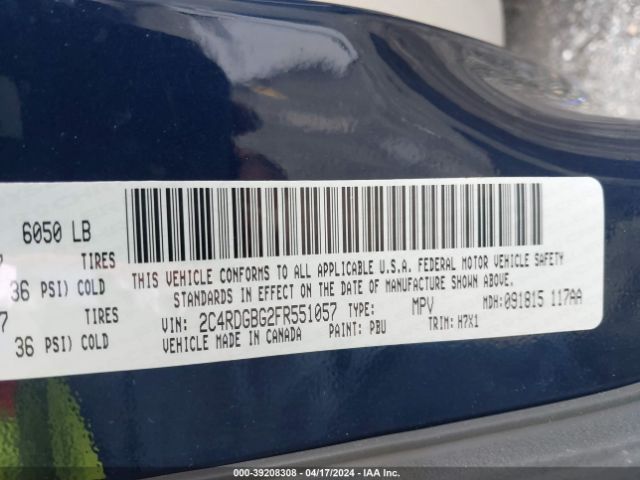 6050 LB
TIRES
36 PSI) COLD
TIRES
36 PSI) COLD
THIS VEHICLE CONFORMS TO ALL APPLICABLE U.S.A. FEDERAL MOTOR VEHICLE SAFETY
STANDARDS IN EFFECT ON THE DATE OF MANUFACTURE SHOWN ABOVE.
VIN: 2C4RDGBG2FR551057 TYPE: MPV MDH:091815 117AA
VEHICLE MADE IN CANADA PAINT: PBU TRIM: H7X1
000-39208308 - 04/17/2024 - IAA Inc.